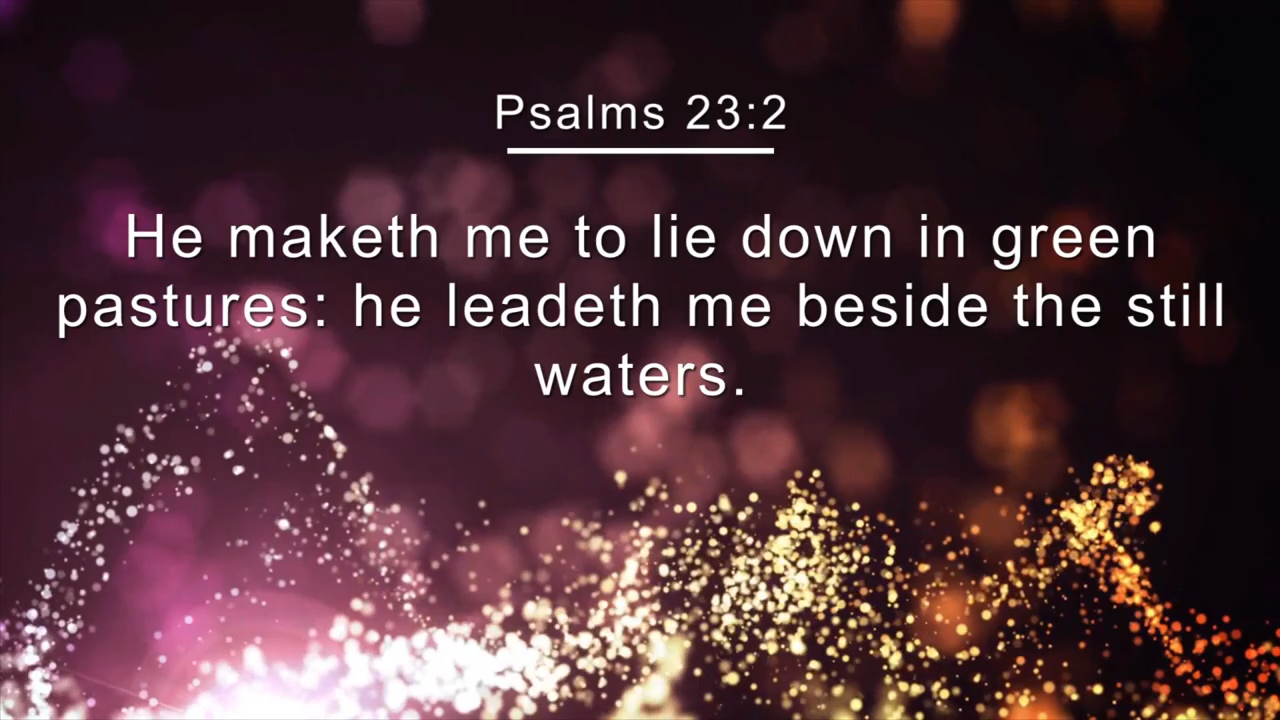 Psalms 23:2
He maketh me to lie down in green
pastures: he leadeth me beside the still
waters.